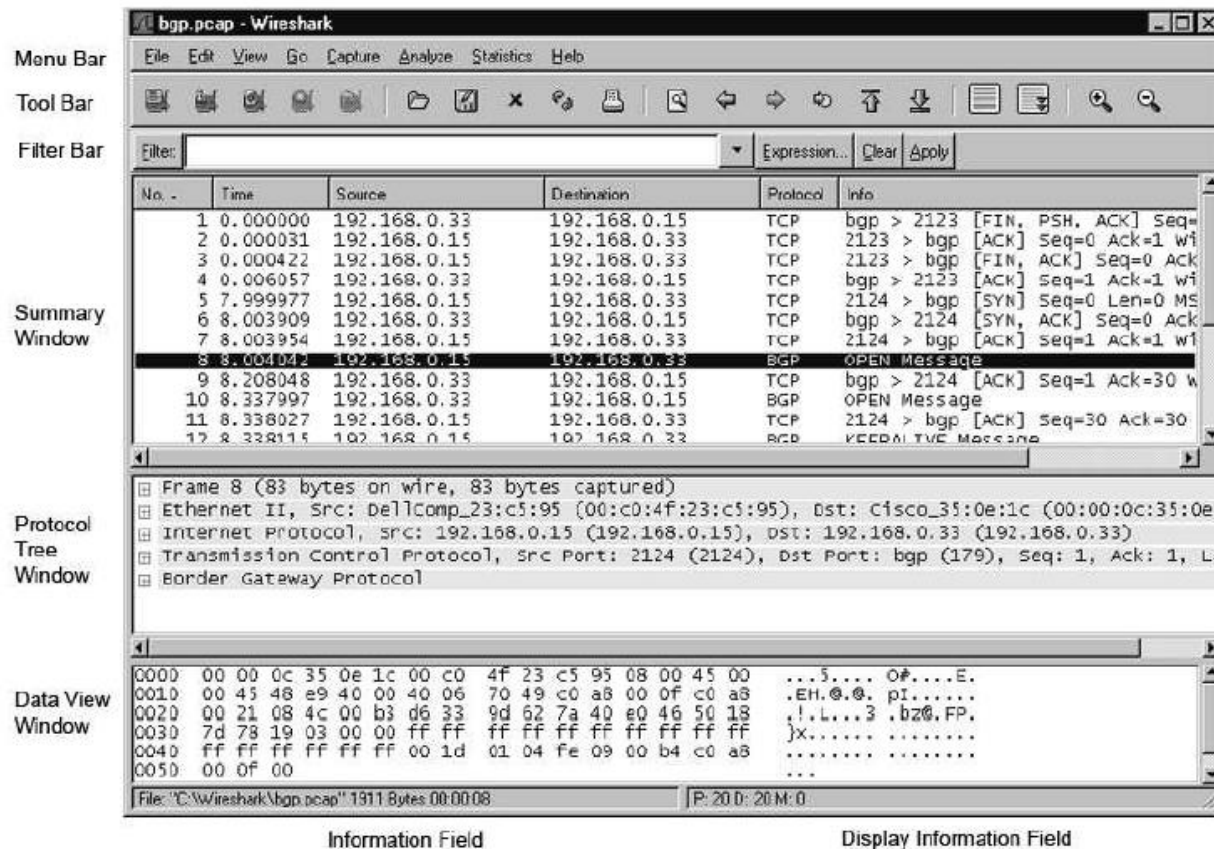 bgp.pcap - Wireshark
Menu Bar
File Edit View Go Capture Analyze Statistics Help
Tool Bar
Filter Bar
Filter: Expression... Clear Apply
No. - Time Source Destination Protocol Info
1 0.000000 192.168.0.33 192.168.0.15 TCP bgp > 2123 [FIN, PSH, ACK] Seq=
2 0.000031 192.168.0.15 192.168.0.33 TCP 2123 > bgp [ACK] Seq=0 Ack=1 Wi
3 0.000422 192.168.0.15 192.168.0.33 TCP 2123 > bgp [FIN, ACK] Seq=0 Ack
4 0.006057 192.168.0.33 192.168.0.15 TCP bgp > 2123 [ACK] Seq=1 Ack=1 Wi
5 7.999977 192.168.0.15 192.168.0.33 TCP 2124 > bgp [SYN] Seq=0 Len=0 MS
6 8.003909 192.168.0.33 192.168.0.15 TCP bgp > 2124 [SYN, ACK] Seq=0 Ack
7 8.003954 192.168.0.15 192.168.0.33 TCP 2124 > bgp [ACK] Seq=1 Ack=1 Wi
8 8.004042 192.168.0.15 192.168.0.33 BGP OPEN Message
9 8.208048 192.168.0.33 192.168.0.15 TCP bgp > 2124 [ACK] Seq=1 Ack=30 W
10 8.337997 192.168.0.33 192.168.0.15 BGP OPEN Message
11 8.338027 192.168.0.15 192.168.0.33 TCP 2124 > bgp [ACK] Seq=30 Ack=30
12 8.338115 192.168.0.15 192.168.0.33 BGP KEEPALIVE Message
Summary
Window
Frame 8 (83 bytes on wire, 83 bytes captured)
Ethernet II, Src: DellComp_23:c5:95 (00:c0:4f:23:c5:95), Dst: Cisco_35:0e:1c (00:00:0c:35:0e
Internet Protocol, Src: 192.168.0.15 (192.168.0.15), Dst: 192.168.0.33 (192.168.0.33)
Transmission Control Protocol, Src Port: 2124 (2124), Dst Port: bgp (179), Seq: 1, Ack: 1, L
Border Gateway Protocol
Protocol
Tree
Window
0000 00 00 0c 35 0e 1c 00 c0 4f 23 c5 95 08 00 45 00 ...5.... O#....E.
0010 00 45 48 e9 40 00 40 06 70 49 c0 a8 00 0f c0 a8 .EH.@.@. pI......
0020 00 21 08 4c 00 b3 d6 33 9d 62 7a 40 e0 46 50 18 .!.L...3 .bz@.FP.
0030 7d 78 19 03 00 00 ff ff ff ff ff ff ff ff ff ff }x...... ........
0040 ff ff ff ff ff ff 00 1d 01 04 fe 09 00 b4 c0 a8 ........ ........
0050 00 0f 00 ...
Data View
Window
File: "C:\Wireshark\bgp.pcap" 1911 Bytes 00:00:08 P: 20 D: 20 M: 0
Information Field Display Information Field